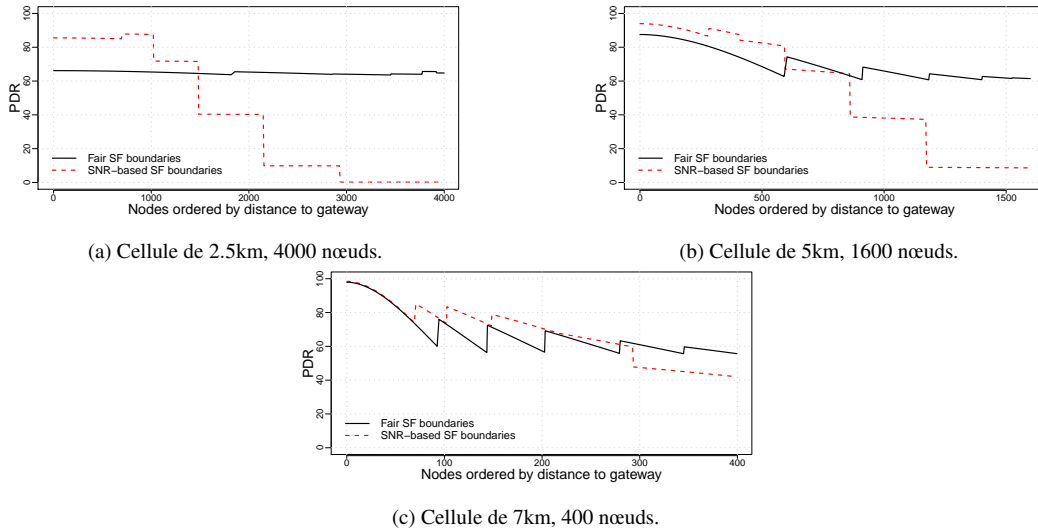 100
80
60
40
20
0
PDR
Fair SF boundaries
SNR−based SF boundaries
0 1000 2000 3000 4000
Nodes ordered by distance to gateway
(a) Cellule de 2.5km, 4000 nœuds.
100
80
60
40
20
0
PDR
Fair SF boundaries
SNR−based SF boundaries
0 500 1000 1500
Nodes ordered by distance to gateway
(b) Cellule de 5km, 1600 nœuds.
100
80
60
40
20
0
PDR
Fair SF boundaries
SNR−based SF boundaries
0 100 200 300 400
Nodes ordered by distance to gateway
(c) Cellule de 7km, 400 nœuds.